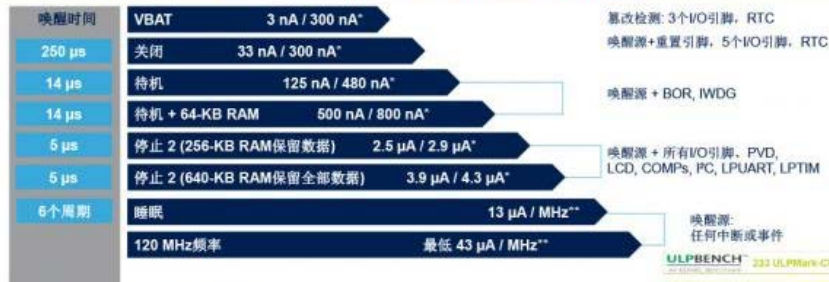 唤醒时间
VBAT 3 nA / 300 nA*
篡改检测: 3个I/O引脚，RTC
250 µs
关闭 33 nA / 300 nA*
唤醒源+重置引脚，5个I/O引脚，RTC
14 µs
待机 125 nA / 480 nA*
唤醒源 + BOR, IWDG
14 µs
待机 + 64-KB RAM 500 nA / 800 nA*
5 µs
停止 2 (256-KB RAM保留数据) 2.5 µA / 2.9 µA*
唤醒源 + 所有I/O引脚、PVD,
LCD, COMPs, I²C, LPUART, LPTIM
5 µs
停止 2 (640-KB RAM保留全部数据) 3.9 µA / 4.3 µA*
6个周期
睡眠 13 µA / MHz**
唤醒源:
任何中断或事件
120 MHz频率 最低 43 µA / MHz**
ULPBENCH™
233 ULPMark-C